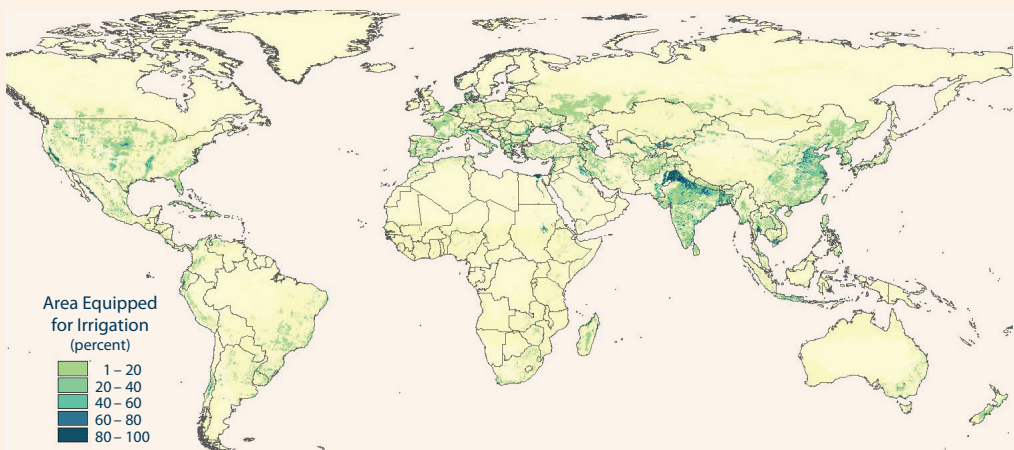 Area Equipped
for Irrigation
(percent)
1 – 20
20 – 40
40 – 60
60 – 80
80 – 100